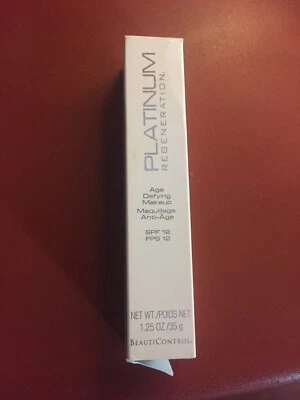 PLATINUM
REGENERATION.
Age
Defying
Makeup
Maquillage
Anti-Âge
SPF 12
FPS 12
NET WT./POIDS NET
1.25 OZ./35 g
BEAUTICONTROL